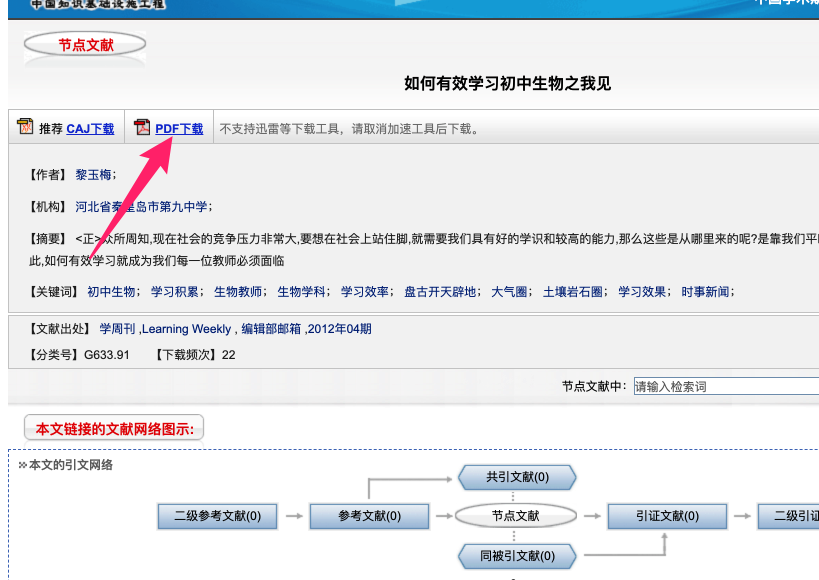 中国知识基础设施工程
节点文献
如何有效学习初中生物之我见
推荐 CAJ下载 PDF下载 不支持迅雷等下载工具，请取消加速工具后下载。
【作者】 黎玉梅；
【机构】 河北省秦皇岛市第九中学；
【摘要】 <正>众所周知,现在社会的竞争压力非常大,要想在社会上站住脚,就需要我们具有好的学识和较高的能力,那么这些是从哪里来的呢?是靠我们平
此,如何有效学习就成为我们每一位教师必须面临
【关键词】 初中生物； 学习积累； 生物教师； 生物学科； 学习效率； 盘古开天辟地； 大气圈； 土壤岩石圈； 学习效果； 时事新闻；
【文献出处】 学周刊 ,Learning Weekly , 编辑部邮箱 ,2012年04期
【分类号】G633.91 【下载频次】22
节点文献中： 请输入检索词
本文链接的文献网络图示:
本文的引文网络
共引文献(0)
二级参考文献(0) 参考文献(0) 节点文献 引证文献(0) 二级引证
同被引文献(0)